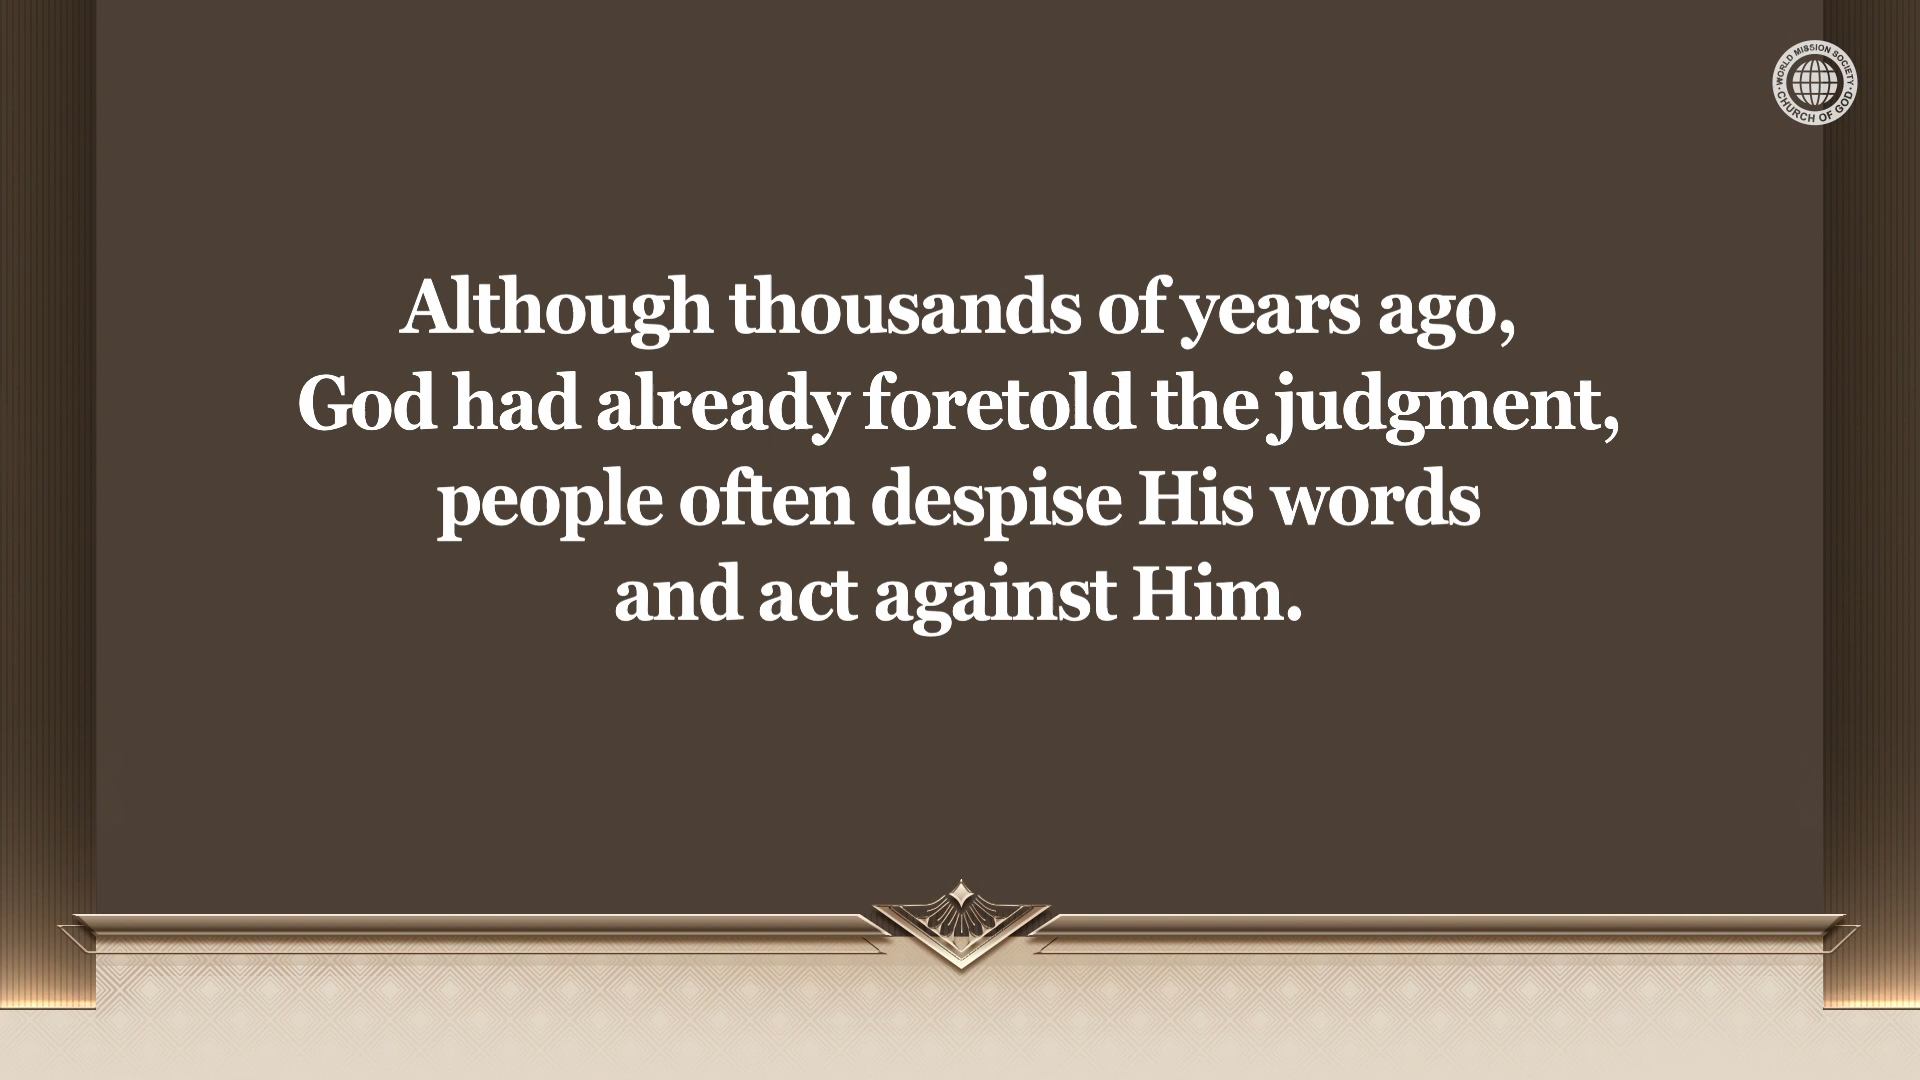 WORLD MISSION SOCIETY
CHURCH OF GOD
Although thousands of years ago,
God had already foretold the judgment,
people often despise His words
and act against Him.